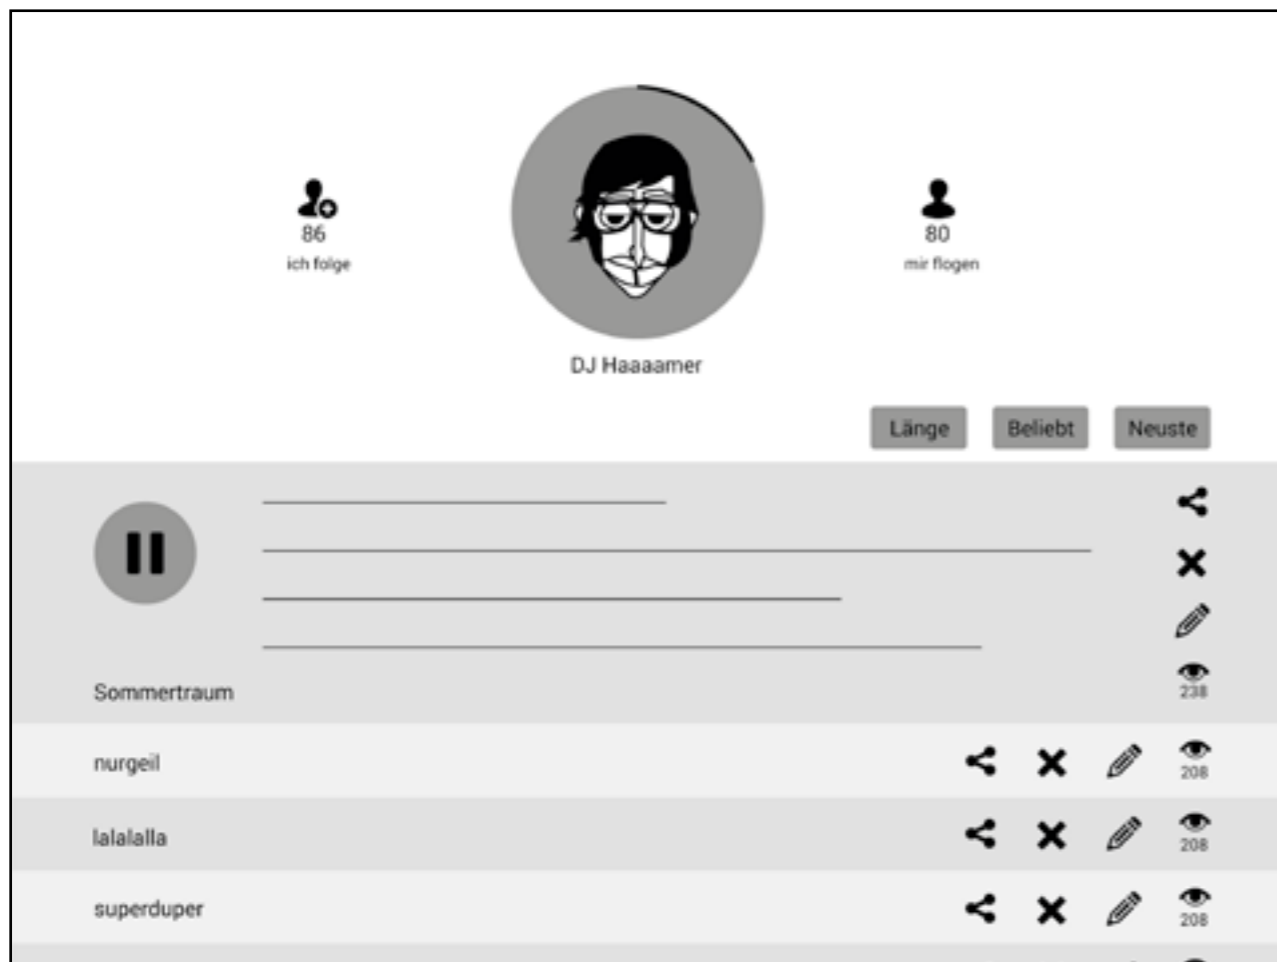 86
ich folge
80
mir flogen
DJ Haaaamer
Länge
Beliebt
Neuste
Sommertraum
238
nurgeil
208
lalalalla
208
superduper
208